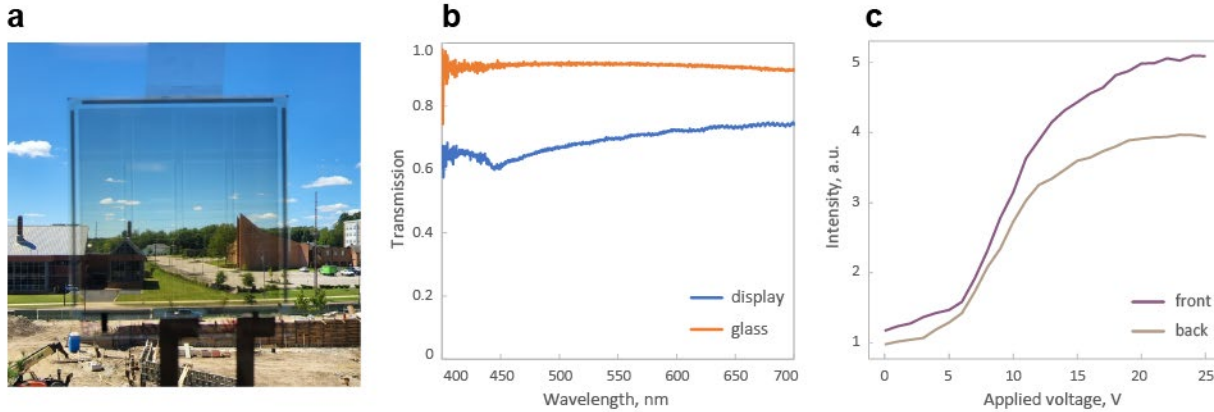 a
b
c
1.0
0.8
0.6
0.4
0.2
0
Transmission
display
glass
400 450 500 550 600 650 700
Wavelength, nm
5
4
3
2
1
Intensity, a.u.
front
back
0 5 10 15 20 25
Applied voltage, V